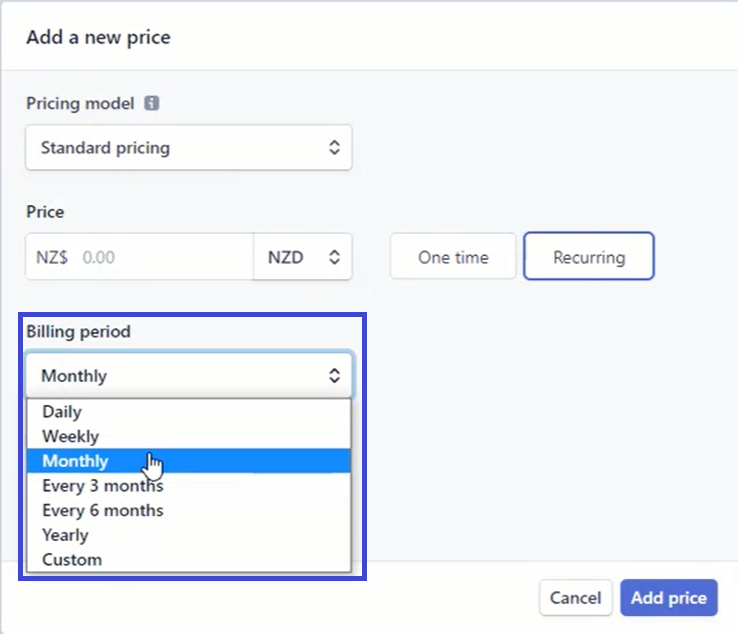 Add a new price
Pricing model
Standard pricing
Price
NZ$ 0.00 NZD One time Recurring
Billing period
Monthly
Daily
Weekly
Monthly
Every 3 months
Every 6 months
Yearly
Custom
Cancel Add price